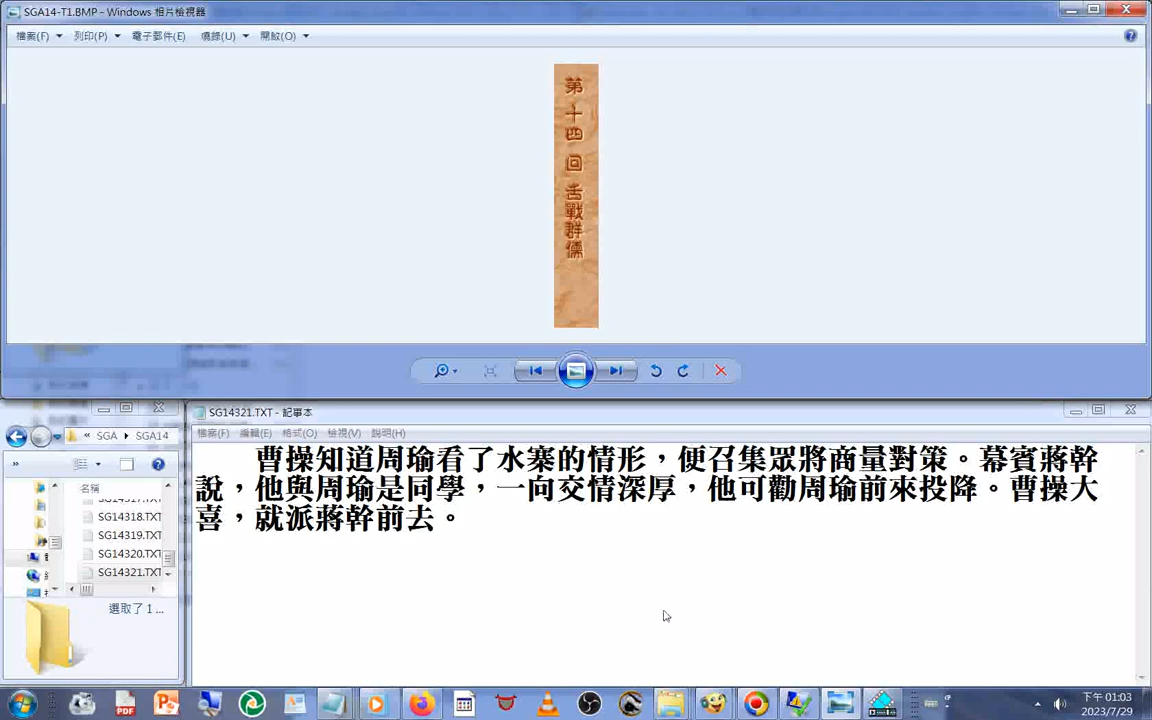 SGA14-T1.BMP - Windows 相片檢視器
檔案(F) 列印(P) 電子郵件(E) 燒錄(U) 開啟(O)
第十四回 舌戰群儒
« SGA SGA14
SG14321.TXT - 記事本
檔案(F) 編輯(E) 格式(O) 檢視(V) 說明(H)
»
名稱
SG14317.TXT
SG14318.TXT
SG14319.TXT
SG14320.TXT
SG14321.TXT
選取了 1 ...
曹操知道周瑜看了水寨的情形，便召集眾將商量對策。幕賓蔣幹
說，他與周瑜是同學，一向交情深厚，他可勸周瑜前來投降。曹操大
喜，就派蔣幹前去。
PDF
下午 01:03
2023/7/29